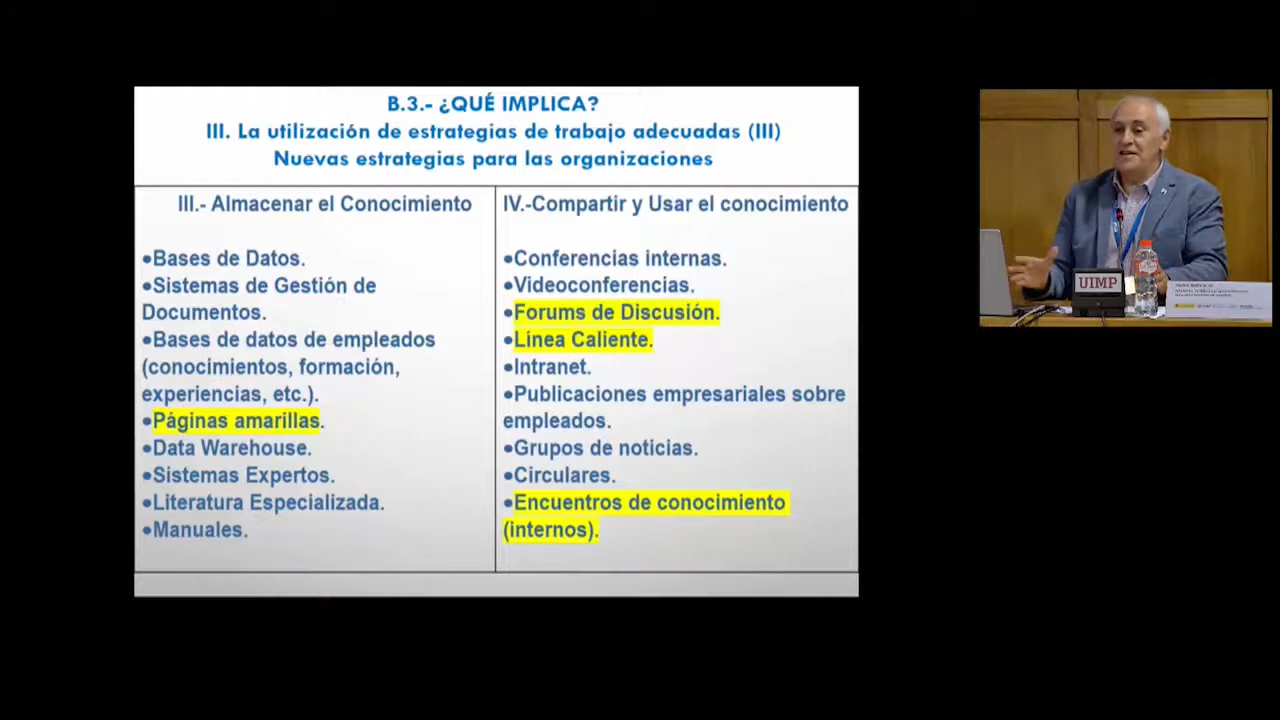 B.3.- ¿QUÉ IMPLICA?
III. La utilización de estrategias de trabajo adecuadas (III)
Nuevas estrategias para las organizaciones
III.- Almacenar el Conocimiento
•Bases de Datos.
•Sistemas de Gestión de
Documentos.
•Bases de datos de empleados
(conocimientos, formación,
experiencias, etc.).
•Páginas amarillas.
•Data Warehouse.
•Sistemas Expertos.
•Literatura Especializada.
•Manuales.
IV.-Compartir y Usar el conocimiento
•Conferencias internas.
•Videoconferencias.
•Forums de Discusión.
•Línea Caliente.
•Intranet.
•Publicaciones empresariales sobre
empleados.
•Grupos de noticias.
•Circulares.
•Encuentros de conocimiento
(internos).
UIMP